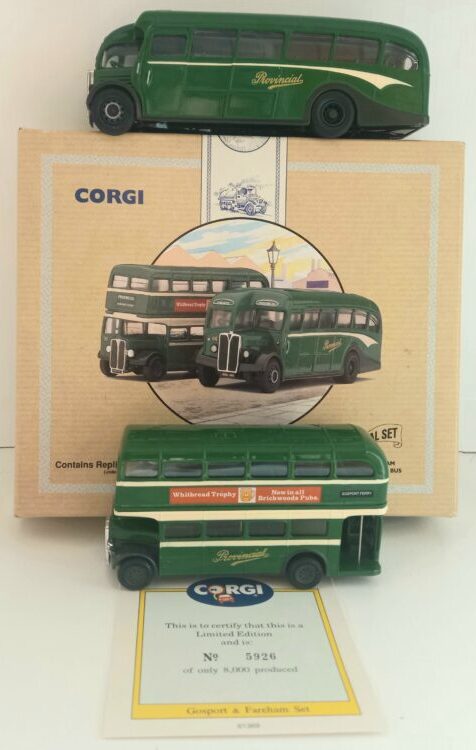 Provincial
CORGI
Provincial
Contains Repli
AL SET
AM
BUS
Whitbread Trophy
Now in all
Brickwoods Pubs.
GOSPORT FERRY
Provincial
CORGI
This is to certify that this is a
Limited Edition
and is:
No 5926
of only 8,000 produced
Gosport & Fareham Set